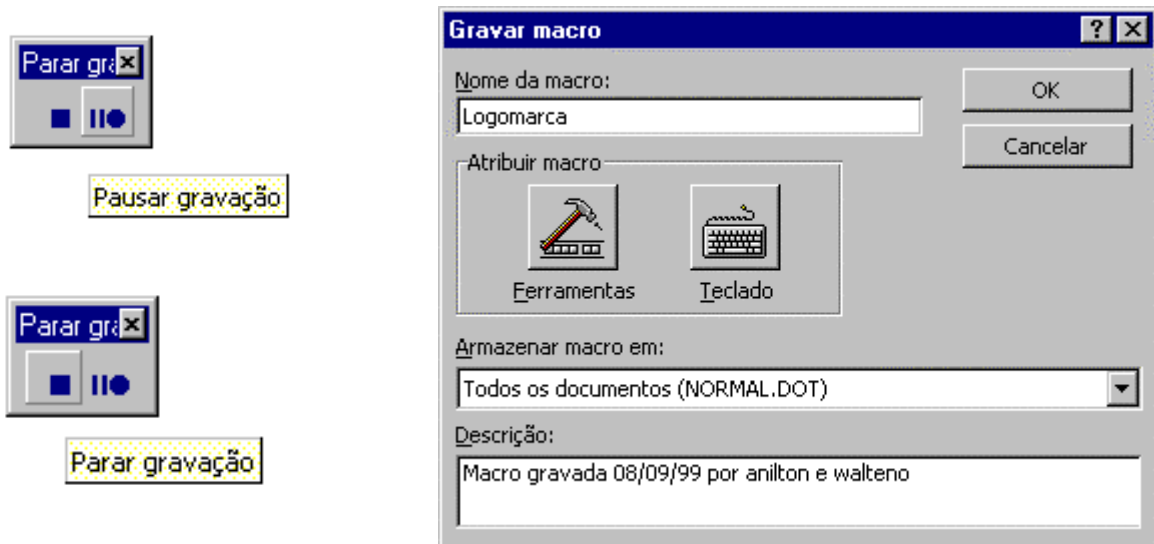 Parar gra
Pausar gravação
Parar gra
Parar gravação
Gravar macro
Nome da macro:
Logomarca
OK
Cancelar
Atribuir macro
Ferramentas
Teclado
Armazenar macro em:
Todos os documentos (NORMAL.DOT)
Descrição:
Macro gravada 08/09/99 por anilton e walteno